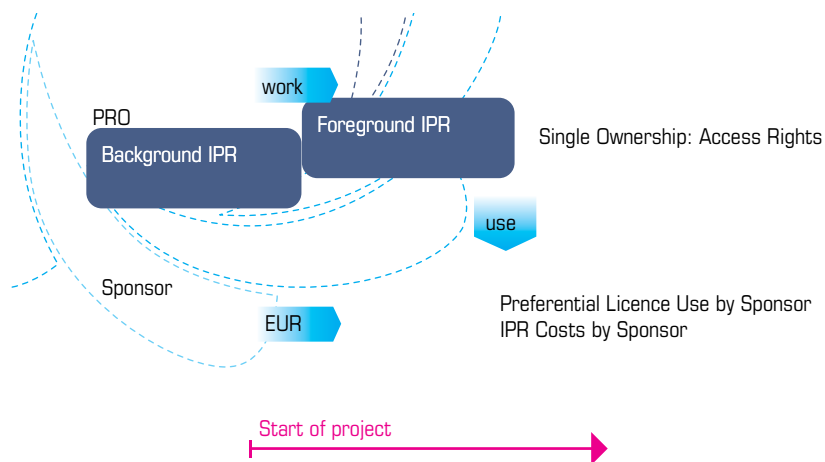 work
PRO
Foreground IPR
Background IPR
Single Ownership: Access Rights
use
Sponsor
EUR
Preferential Licence Use by Sponsor
IPR Costs by Sponsor
Start of project